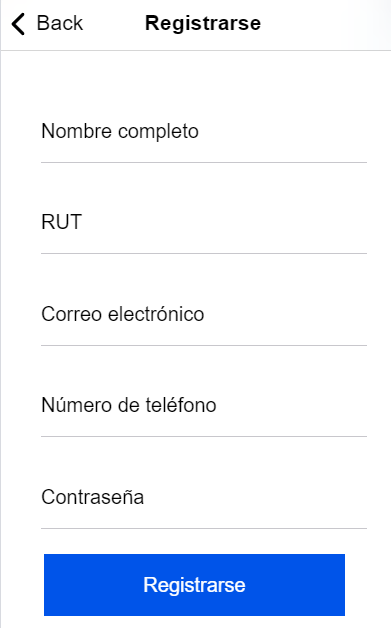 Back Registrarse
Nombre completo
RUT
Correo electrónico
Número de teléfono
Contraseña
Registrarse